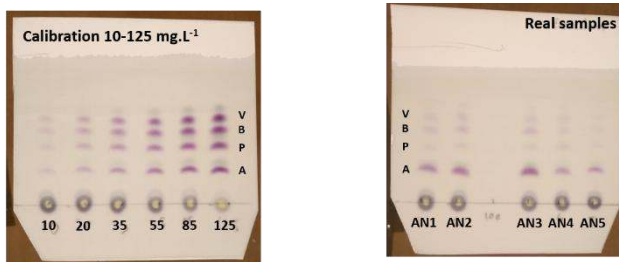 Calibration 10-125 mg.L⁻¹
V
B
P
A
10 20 35 55 85 125
Real samples
V
B
P
A
AN1 AN2 AN3 AN4 AN5